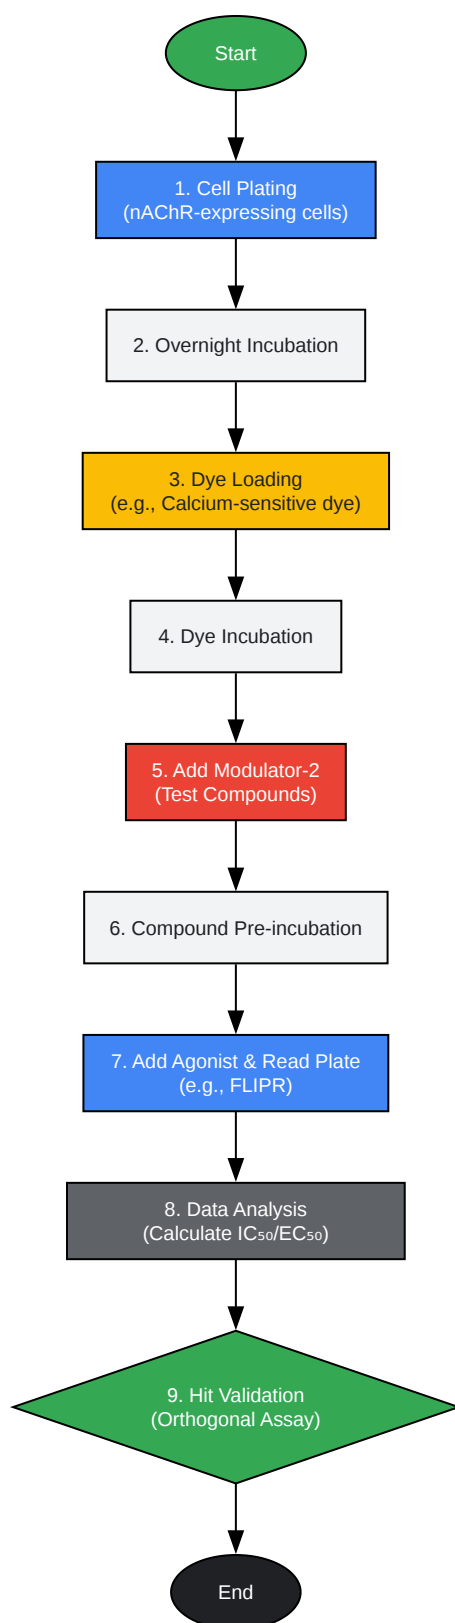 Start
1. Cell Plating
(nAChR-expressing cells)
2. Overnight Incubation
3. Dye Loading
(e.g., Calcium-sensitive dye)
4. Dye Incubation
5. Add Modulator-2
(Test Compounds)
6. Compound Pre-incubation
7. Add Agonist & Read Plate
(e.g., FLIPR)
8. Data Analysis
(Calculate IC₅₀/EC₅₀)
9. Hit Validation
(Orthogonal Assay)
End